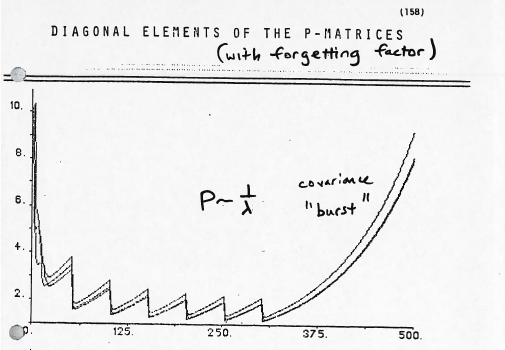 (158)
DIAGONAL ELEMENTS OF THE P-MATRICES
(with forgetting factor)
10.
8.
6.
4.
2.
P~ 1/λ
covariance
"burst"
0. 125. 250. 375. 500.